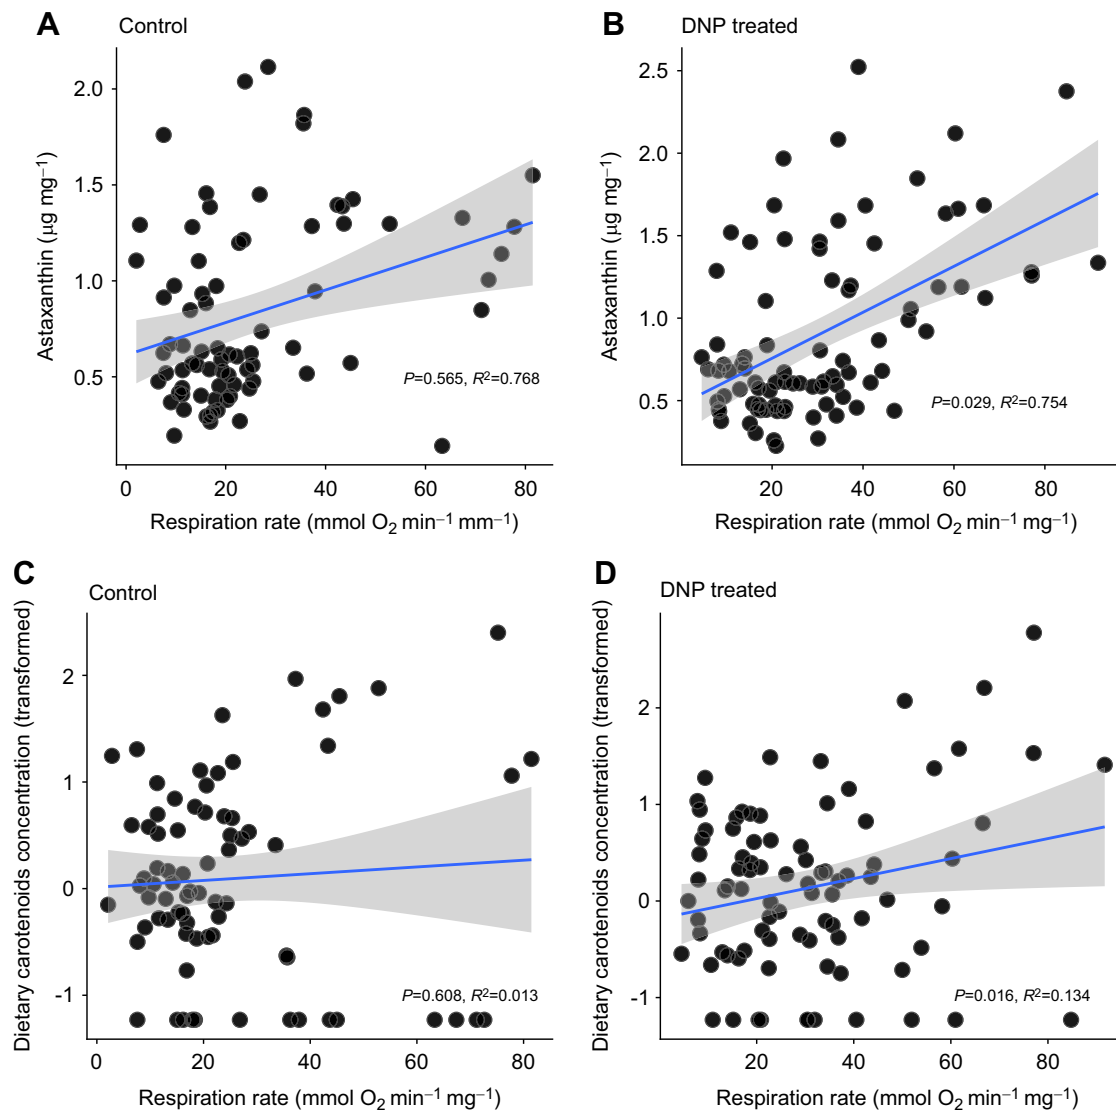 A
Control
Astaxanthin (µg mg⁻¹)
2.0
1.5
1.0
0.5
P=0.565, R²=0.768
0 20 40 60 80
Respiration rate (mmol O₂ min⁻¹ mm⁻¹)
B
DNP treated
Astaxanthin (µg mg⁻¹)
2.5
2.0
1.5
1.0
0.5
P=0.029, R²=0.754
20 40 60 80
Respiration rate (mmol O₂ min⁻¹ mg⁻¹)
C
Control
Dietary carotenoids concentration (transformed)
2
1
0
-1
P=0.608, R²=0.013
0 20 40 60 80
Respiration rate (mmol O₂ min⁻¹ mg⁻¹)
D
DNP treated
Dietary carotenoids concentration (transformed)
2
1
0
-1
P=0.016, R²=0.134
20 40 60 80
Respiration rate (mmol O₂ min⁻¹ mg⁻¹)